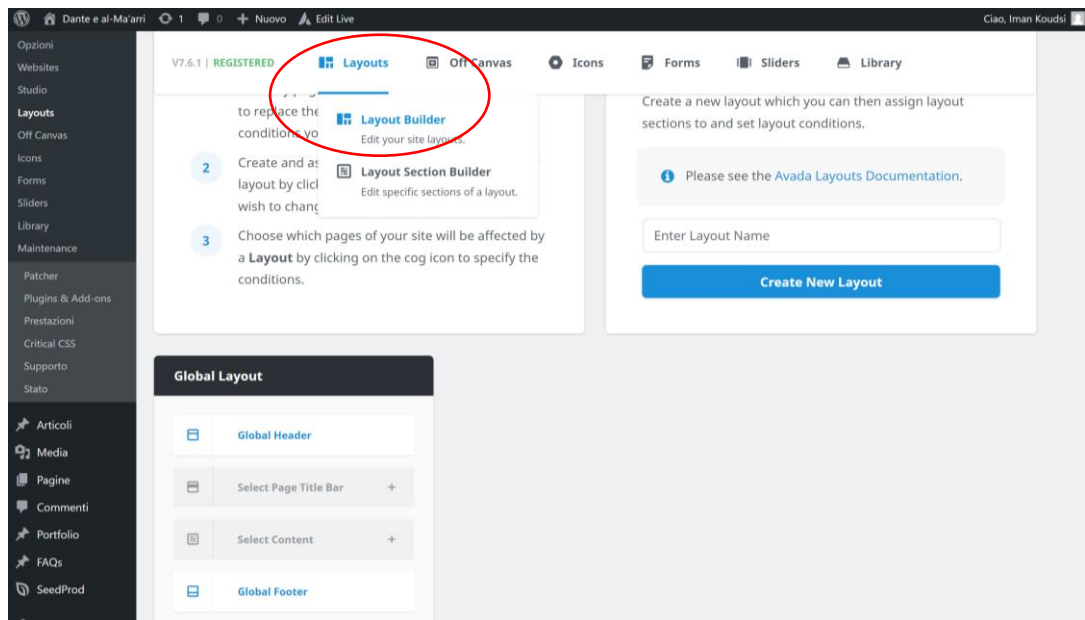 Dante e al-Ma'arri 1 0 Nuovo Edit Live Ciao, Iman Koudsi
Opzioni
Websites
Studio
Layouts
Off Canvas
Icons
Forms
Sliders
Library
Maintenance
Patcher
Plugins & Add-ons
Prestazioni
Critical CSS
Supporto
Stato
Articoli
Media
Pagine
Commenti
Portfolio
FAQs
SeedProd
V7.6.1 | REGISTERED Layouts Off Canvas Icons Forms Sliders Library
Layout Builder
Edit your site layouts.
Layout Section Builder
Edit specific sections of a layout.
to replace the
conditions yo
2 Create and as
layout by clic
wish to chang
3 Choose which pages of your site will be affected by
a Layout by clicking on the cog icon to specify the
conditions.
Create a new layout which you can then assign layout
sections to and set layout conditions.
Please see the Avada Layouts Documentation.
Enter Layout Name
Create New Layout
Global Layout
Global Header
Select Page Title Bar +
Select Content +
Global Footer